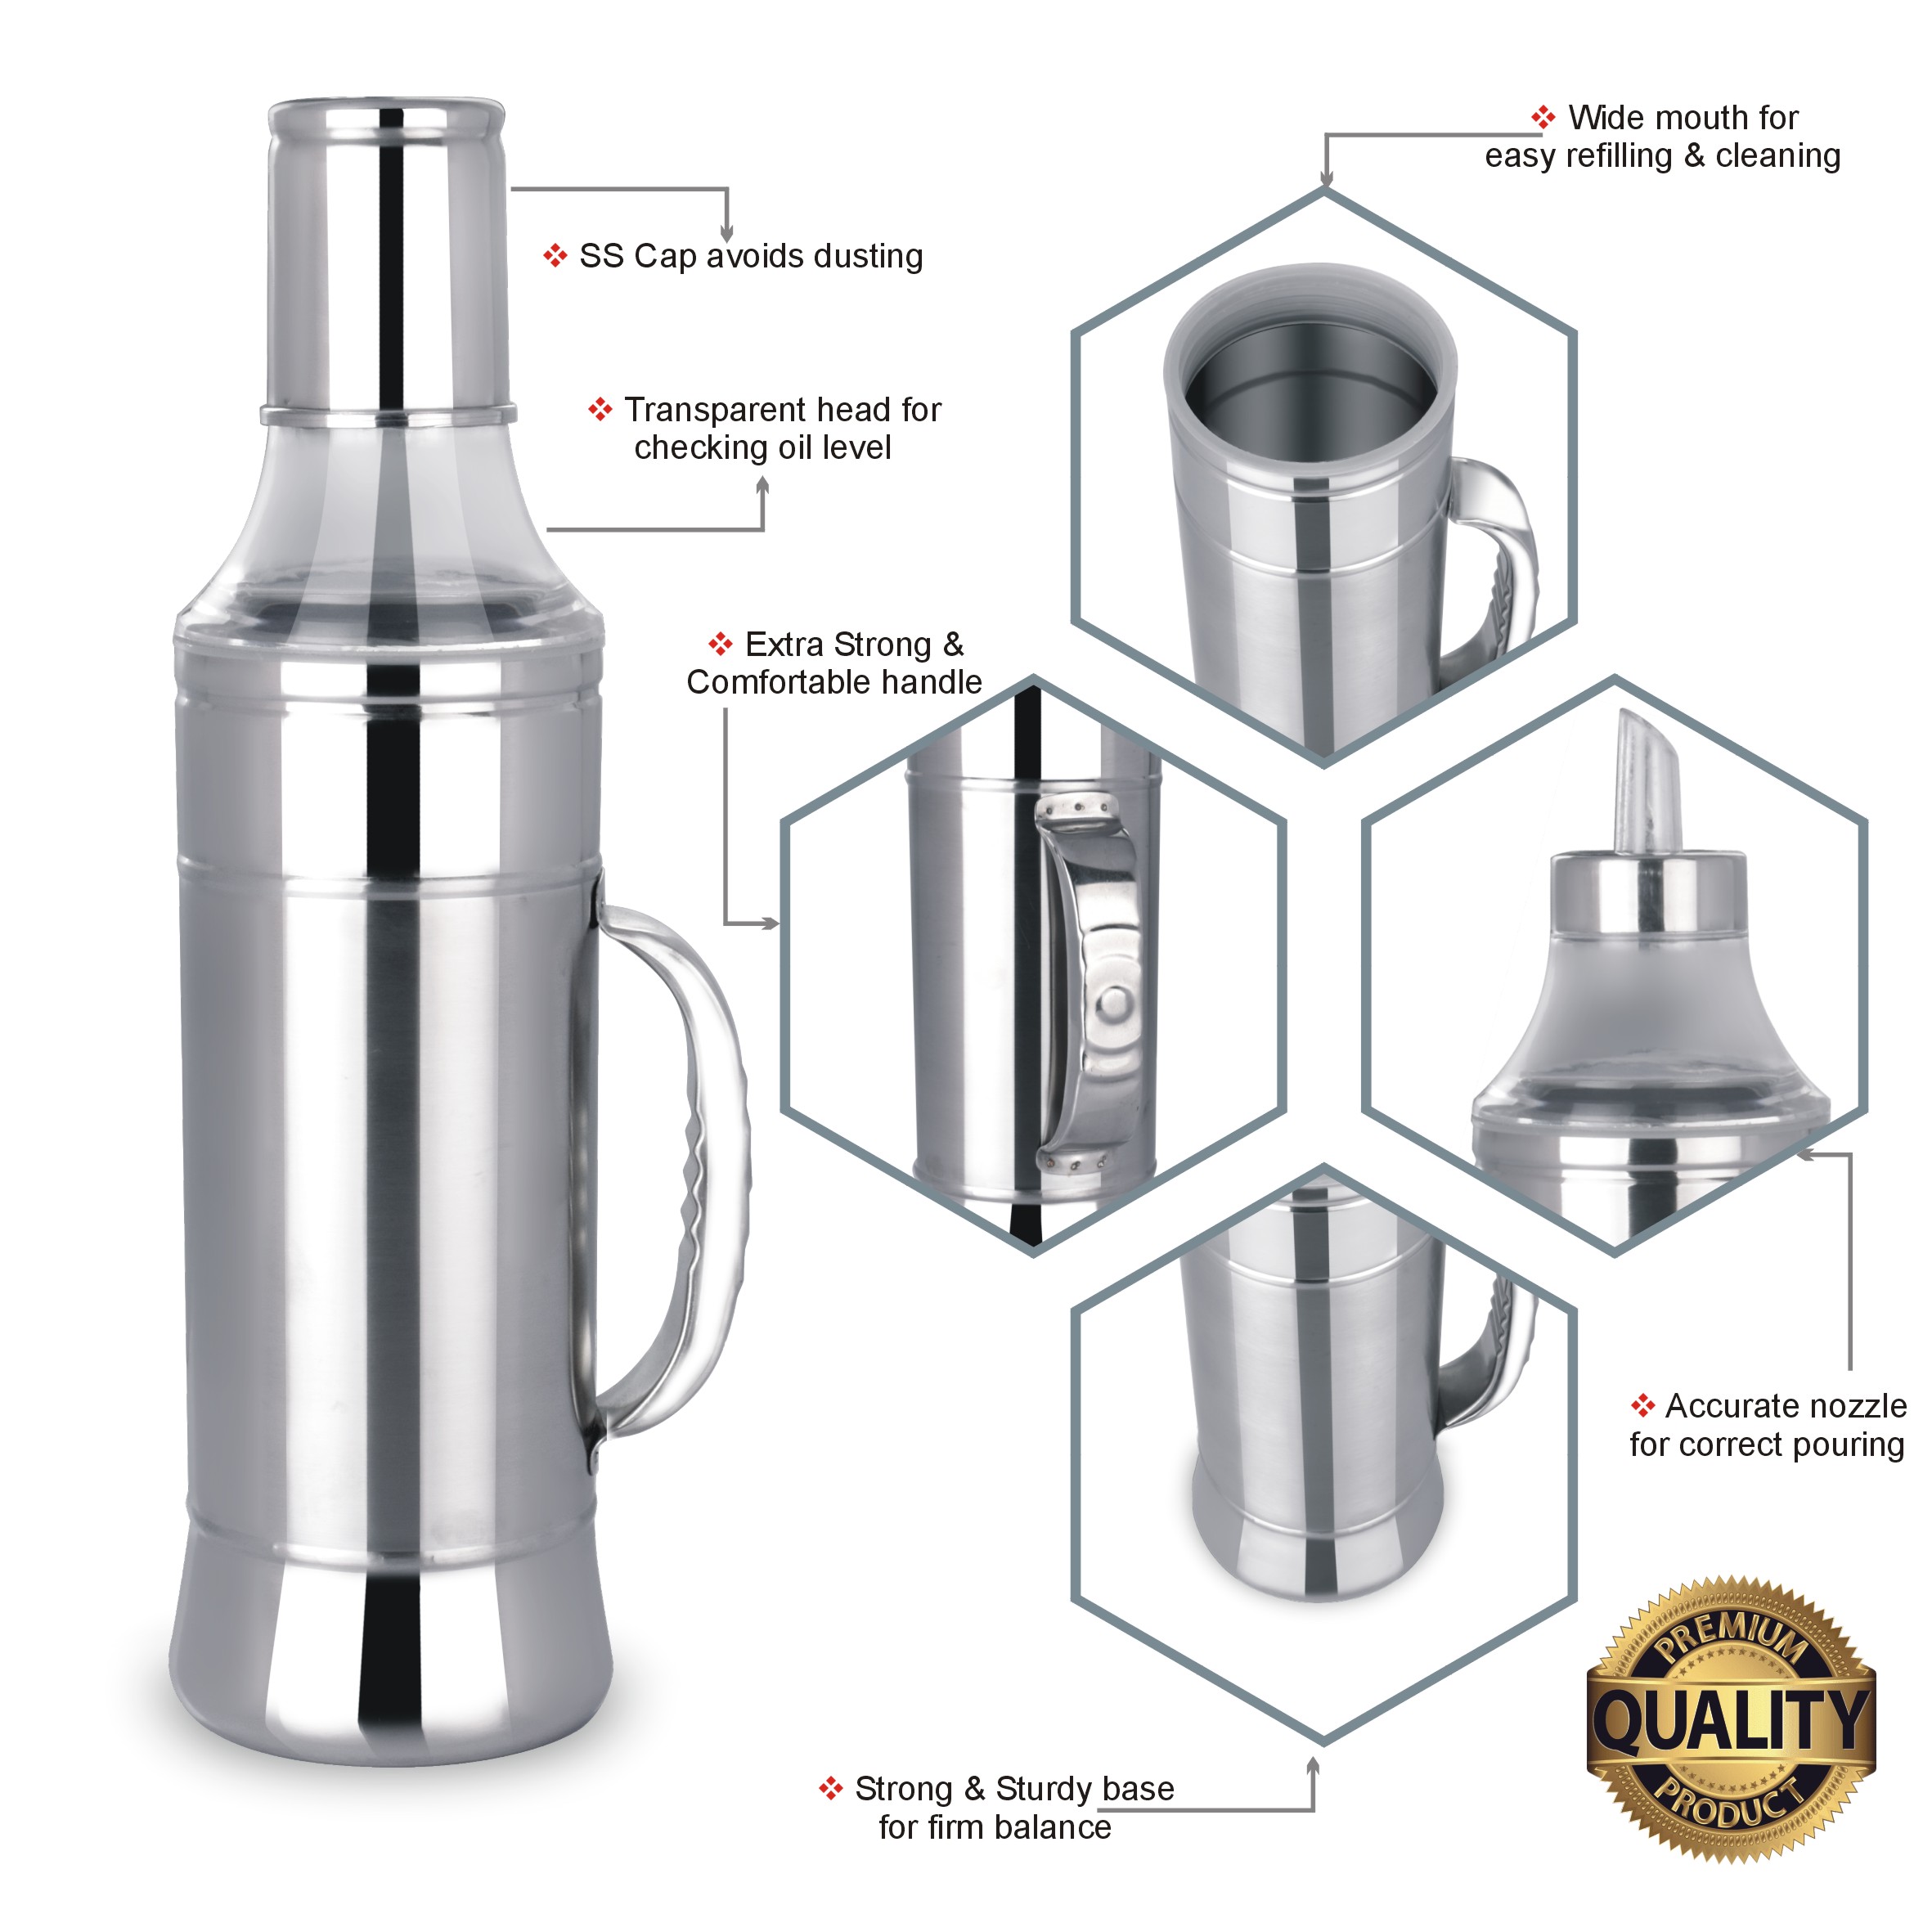 Wide mouth for
easy refilling & cleaning
SS Cap avoids dusting
Transparent head for
checking oil level
Extra Strong &
Comfortable handle
Accurate nozzle
for correct pouring
Strong & Sturdy base
for firm balance
PREMIUM
QUALITY
PRODUCT